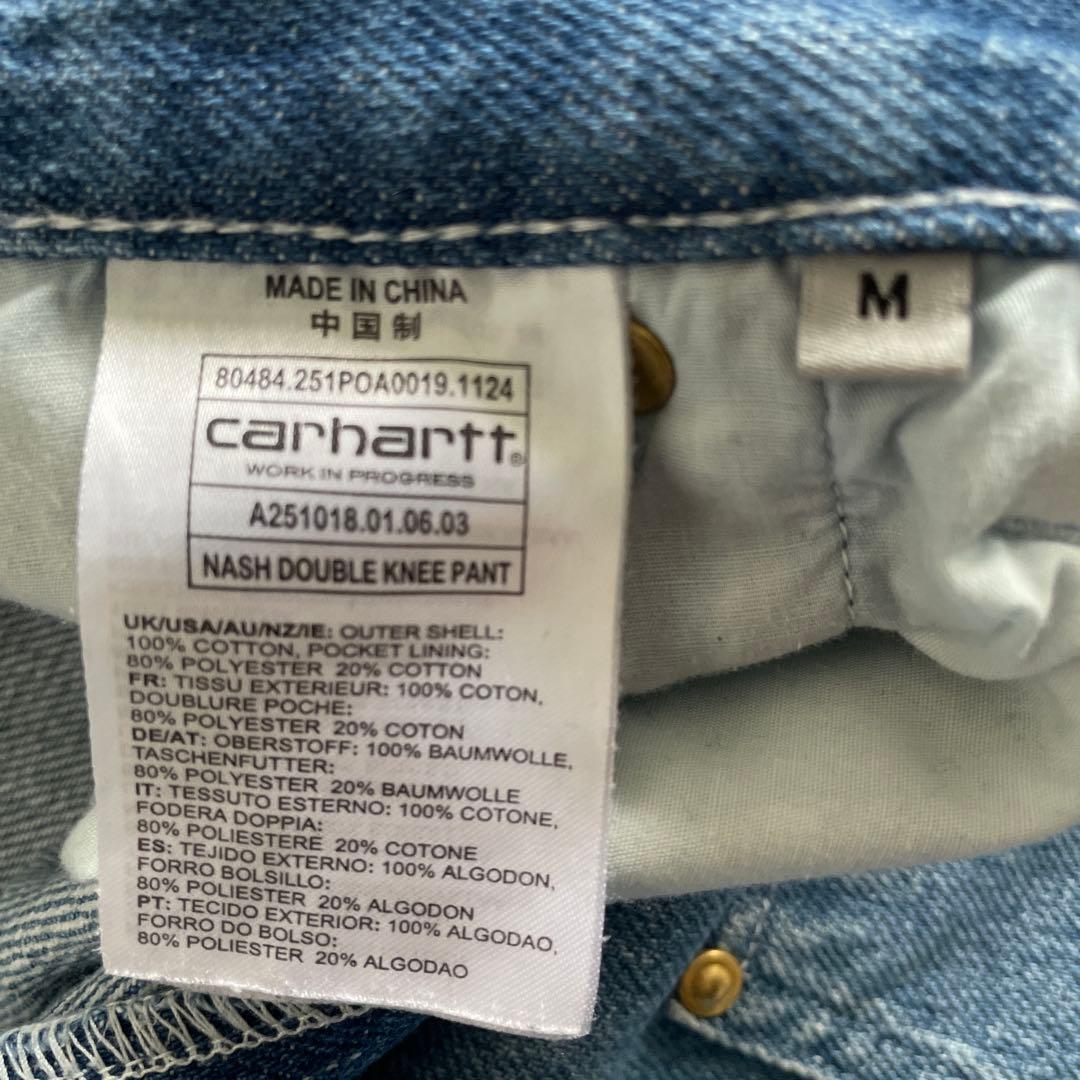 MADE IN CHINA
中国制
80484.251POA0019.1124
carhartt®
WORK IN PROGRESS
A251018.01.06.03
NASH DOUBLE KNEE PANT
UK/USA/AU/NZ/IE: OUTER SHELL:
100% COTTON, POCKET LINING:
80% POLYESTER 20% COTTON
FR: TISSU EXTERIEUR: 100% COTON,
DOUBLURE POCHE:
80% POLYESTER 20% COTON
DE/AT: OBERSTOFF: 100% BAUMWOLLE,
TASCHENFUTTER:
80% POLYESTER 20% BAUMWOLLE
IT: TESSUTO ESTERNO: 100% COTONE,
FODERA DOPPIA:
80% POLIESTERE 20% COTONE
ES: TEJIDO EXTERNO: 100% ALGODON,
FORRO BOLSILLO:
80% POLIESTER 20% ALGODON
PT: TECIDO EXTERIOR: 100% ALGODAO,
FORRO DO BOLSO:
80% POLIESTER 20% ALGODAO
M